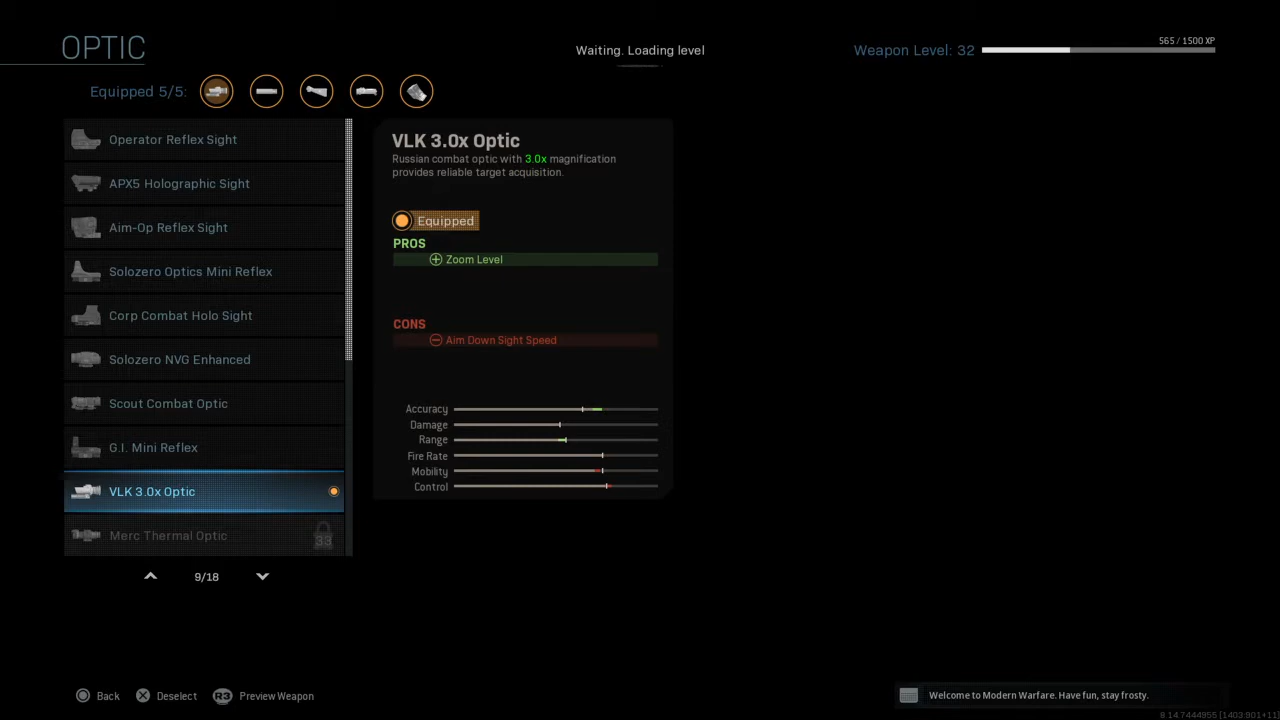 OPTIC
Waiting. Loading level
Weapon Level: 32
565 / 1500 XP
Equipped 5/5:
Operator Reflex Sight
APX5 Holographic Sight
Aim-Op Reflex Sight
Solozero Optics Mini Reflex
Corp Combat Holo Sight
Solozero NVG Enhanced
Scout Combat Optic
G.I. Mini Reflex
VLK 3.0x Optic
Merc Thermal Optic
33
9/18
VLK 3.0x Optic
Russian combat optic with 3.0x magnification
provides reliable target acquisition.
Equipped
PROS
Zoom Level
CONS
Aim Down Sight Speed
Accuracy
Damage
Range
Fire Rate
Mobility
Control
Back
Deselect
R3 Preview Weapon
Welcome to Modern Warfare. Have fun, stay frosty.